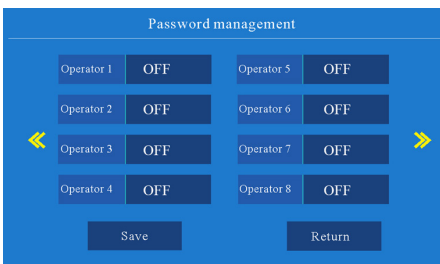 Password management
Operator 1 OFF Operator 5 OFF
Operator 2 OFF Operator 6 OFF
Operator 3 OFF Operator 7 OFF
Operator 4 OFF Operator 8 OFF
Save Return